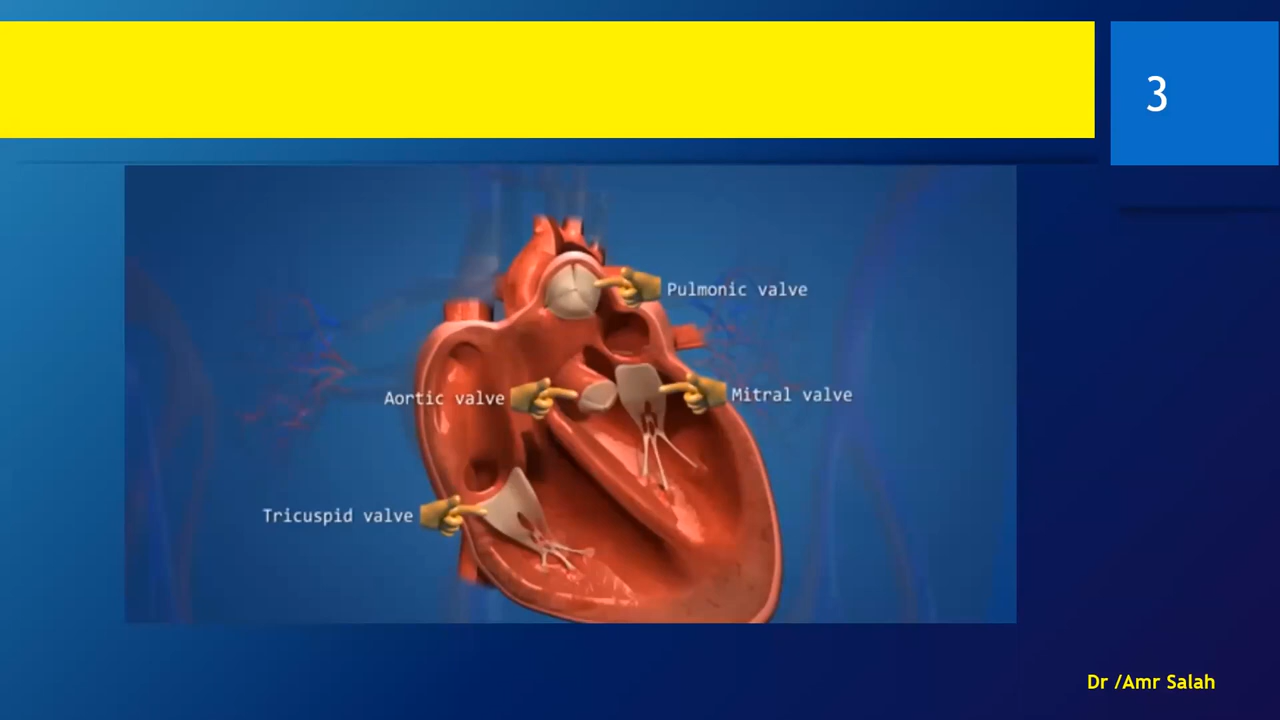 3
Pulmonic valve
Aortic valve
Mitral valve
Tricuspid valve
Dr /Amr Salah